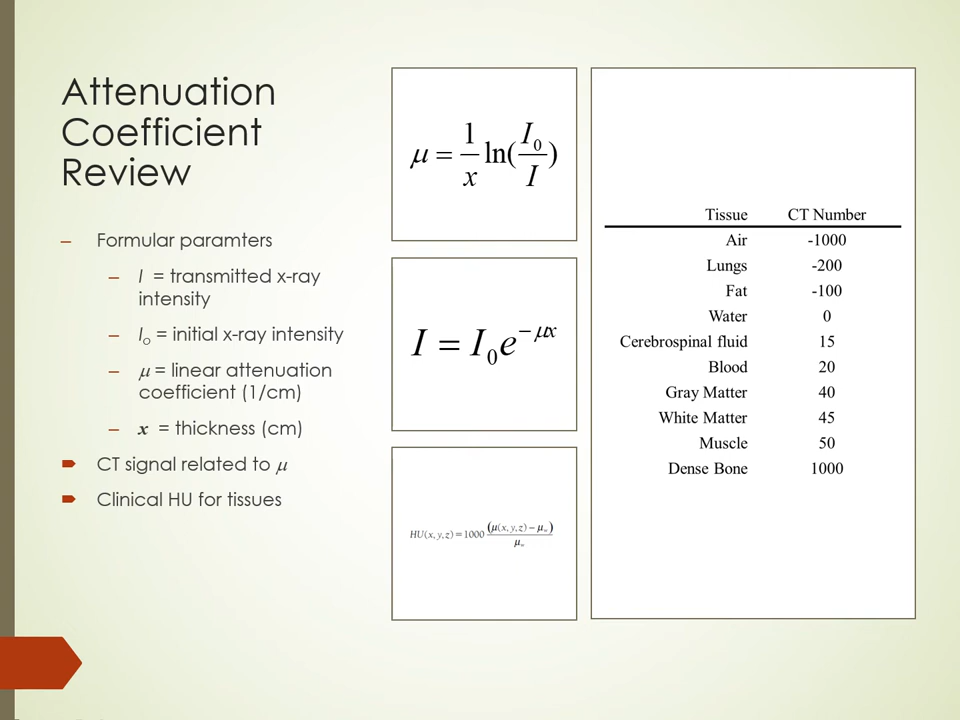 Attenuation
Coefficient
Review
– Formular paramters
– I = transmitted x-ray
intensity
– Io = initial x-ray intensity
– μ = linear attenuation
coefficient (1/cm)
– x = thickness (cm)
CT signal related to μ
Clinical HU for tissues
μ = 1/x ln(I0/I)
I = I0e^−μx
HU(x, y, z) = 1000 (μ(x, y, z) − μw)/μw
Tissue CT Number
Air -1000
Lungs -200
Fat -100
Water 0
Cerebrospinal fluid 15
Blood 20
Gray Matter 40
White Matter 45
Muscle 50
Dense Bone 1000